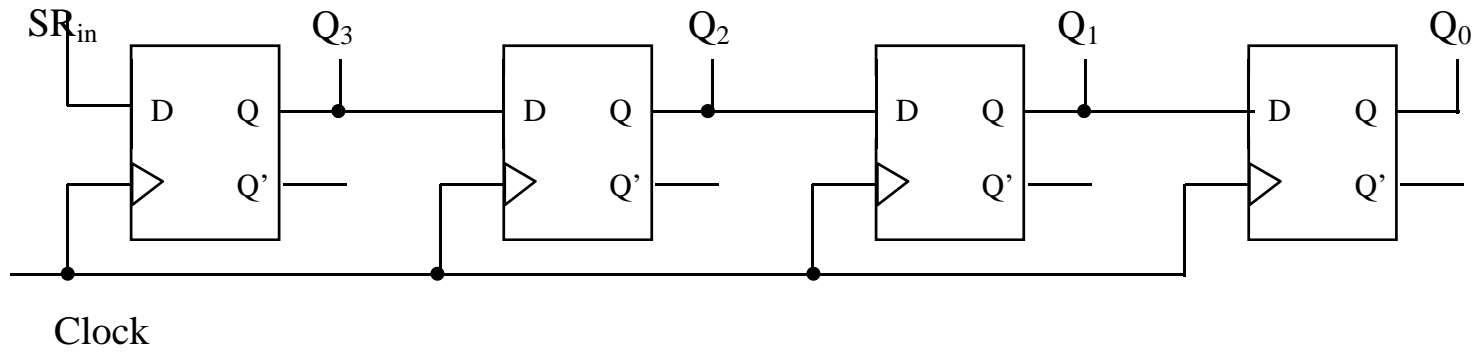 SRin Q3 Q2 Q1 Q0
D Q D Q D Q D Q
Q’ Q’ Q’ Q’
Clock